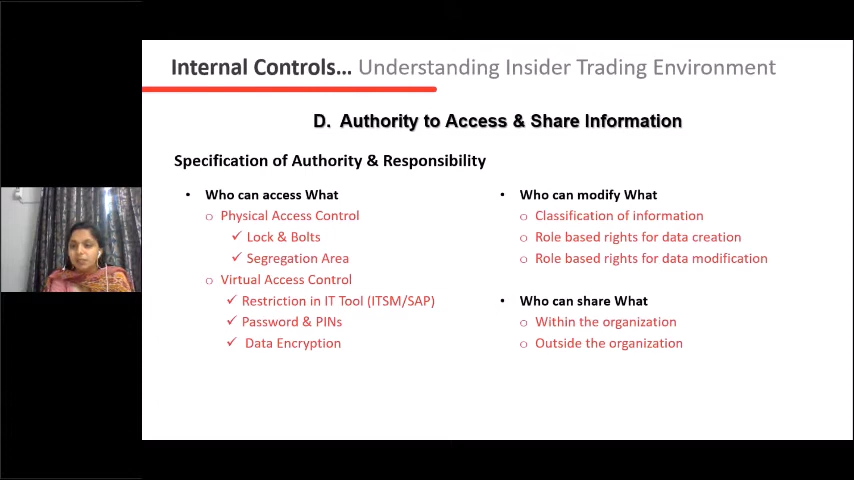 Internal Controls... Understanding Insider Trading Environment
D. Authority to Access & Share Information
Specification of Authority & Responsibility
• Who can access What
o Physical Access Control
✓ Lock & Bolts
✓ Segregation Area
o Virtual Access Control
✓ Restriction in IT Tool (ITSM/SAP)
✓ Password & PINs
✓ Data Encryption
• Who can modify What
o Classification of information
o Role based rights for data creation
o Role based rights for data modification
• Who can share What
o Within the organization
o Outside the organization